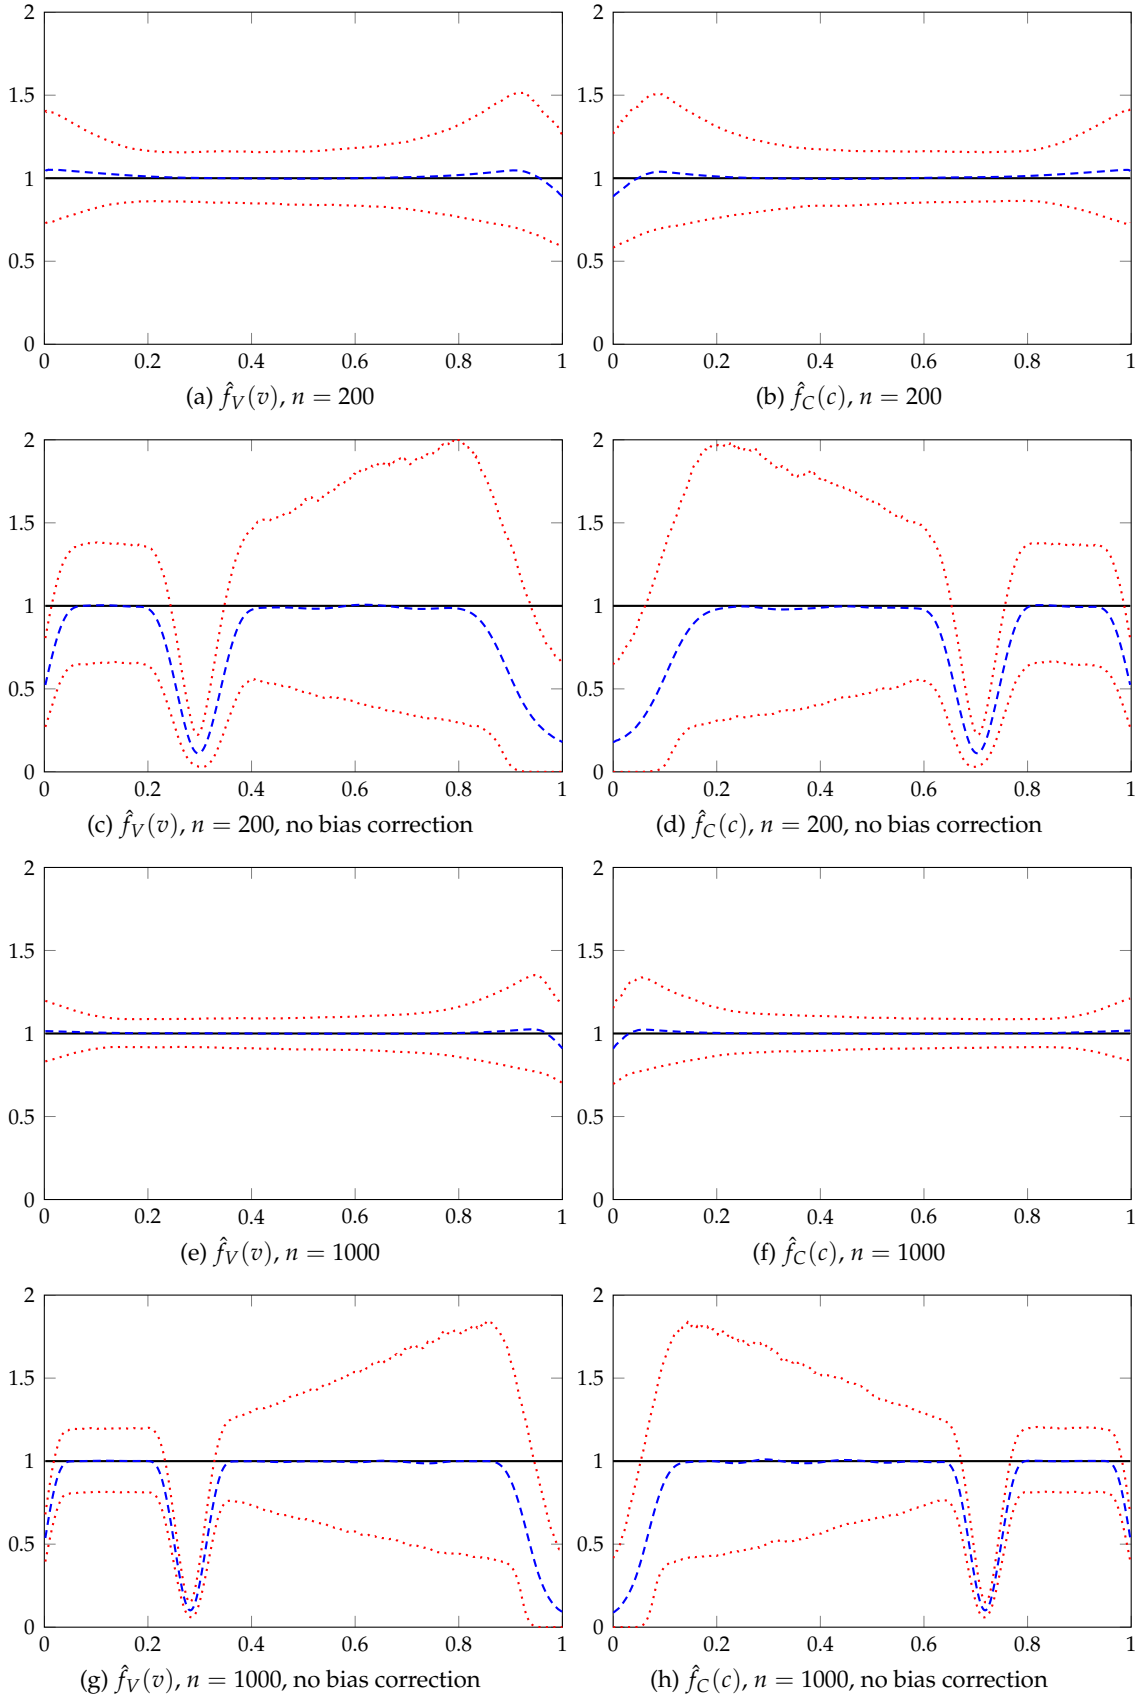 2
1.5
1
0.5
0
0 0.2 0.4 0.6 0.8 1
(a) f̂_V(v), n = 200
2
1.5
1
0.5
0
0 0.2 0.4 0.6 0.8 1
(b) f̂_C(c), n = 200
2
1.5
1
0.5
0
0 0.2 0.4 0.6 0.8 1
(c) f̂_V(v), n = 200, no bias correction
2
1.5
1
0.5
0
0 0.2 0.4 0.6 0.8 1
(d) f̂_C(c), n = 200, no bias correction
2
1.5
1
0.5
0
0 0.2 0.4 0.6 0.8 1
(e) f̂_V(v), n = 1000
2
1.5
1
0.5
0
0 0.2 0.4 0.6 0.8 1
(f) f̂_C(c), n = 1000
2
1.5
1
0.5
0
0 0.2 0.4 0.6 0.8 1
(g) f̂_V(v), n = 1000, no bias correction
2
1.5
1
0.5
0
0 0.2 0.4 0.6 0.8 1
(h) f̂_C(c), n = 1000, no bias correction